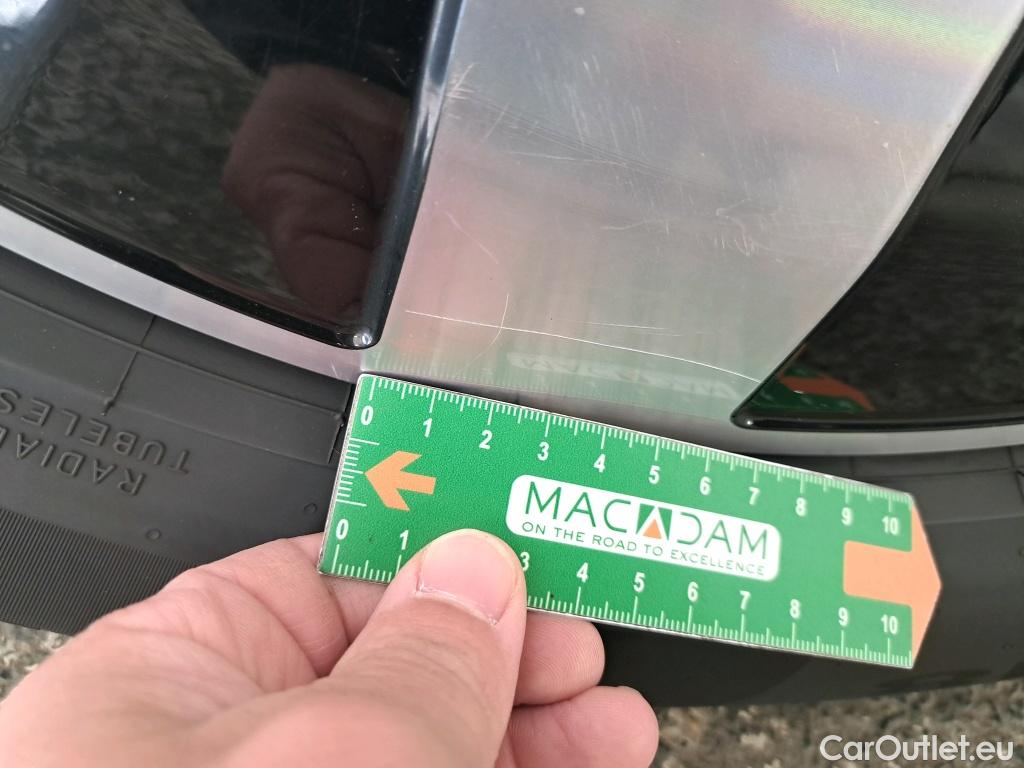 RADIAL
TUBELESS
0 1 2 3 4 5 6 7 8 9 10
MACADAM
ON THE ROAD TO EXCELLENCE
0 1 3 4 5 6 7 8 9 10
CarOutlet.eu